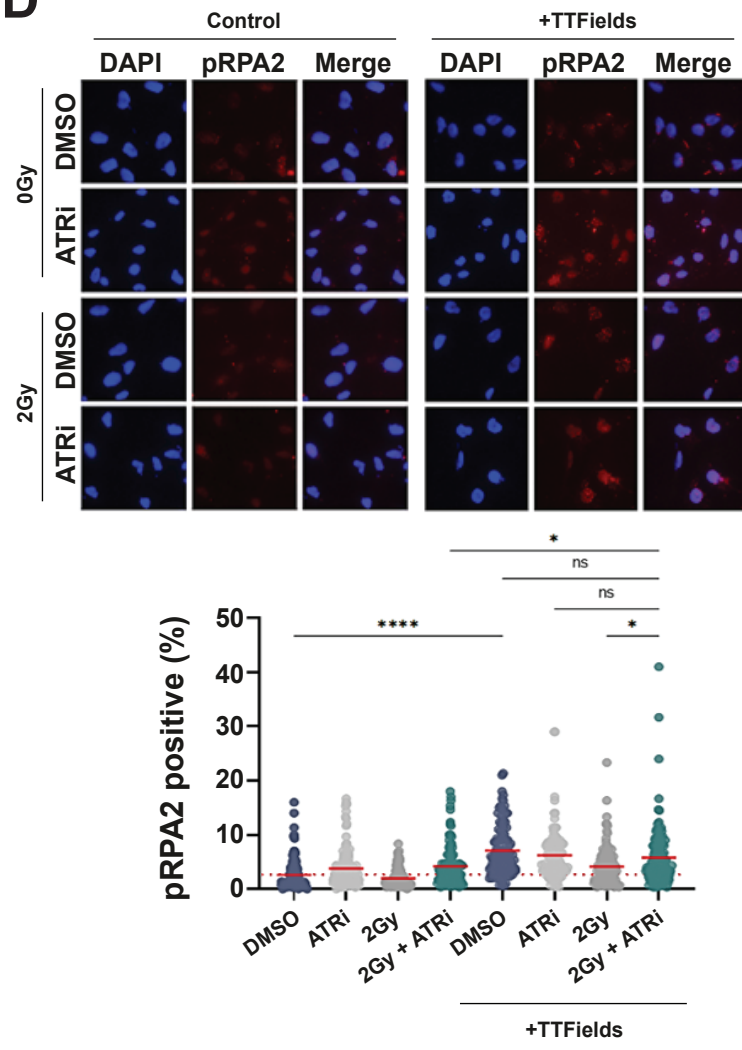 D
Control
+TTFields
DAPI pRPA2 Merge DAPI pRPA2 Merge
0Gy
DMSO
ATRi
2Gy
DMSO
ATRi
*
ns
ns
****
*
pRPA2 positive (%)
50
40
30
20
10
0
DMSO
ATRi
2Gy
2Gy + ATRi
DMSO
ATRi
2Gy
2Gy + ATRi
+TTFields